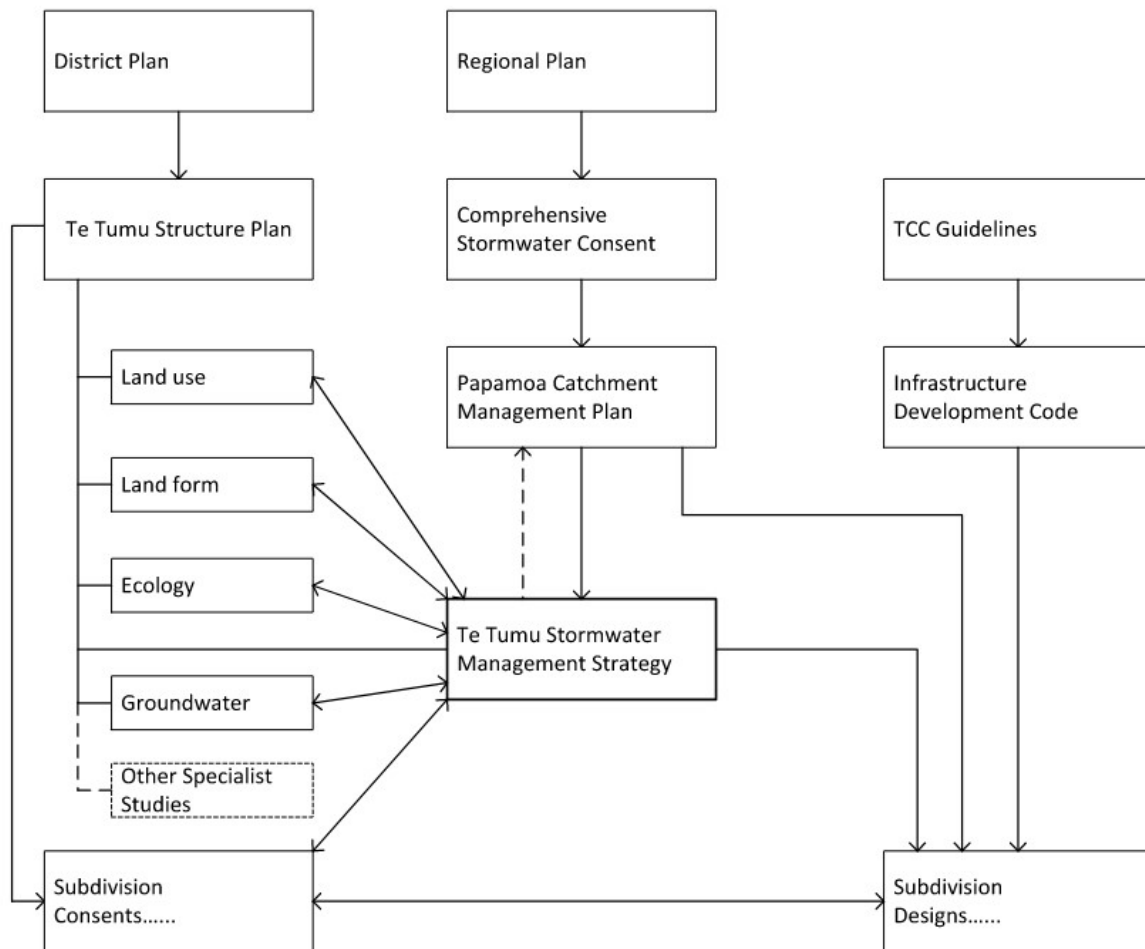 District Plan
Regional Plan
Te Tumu Structure Plan
Comprehensive
Stormwater Consent
TCC Guidelines
Land use
Papamoa Catchment
Management Plan
Infrastructure
Development Code
Land form
Ecology
Te Tumu Stormwater
Management Strategy
Groundwater
Other Specialist
Studies
Subdivision
Consents......
Subdivision
Designs......